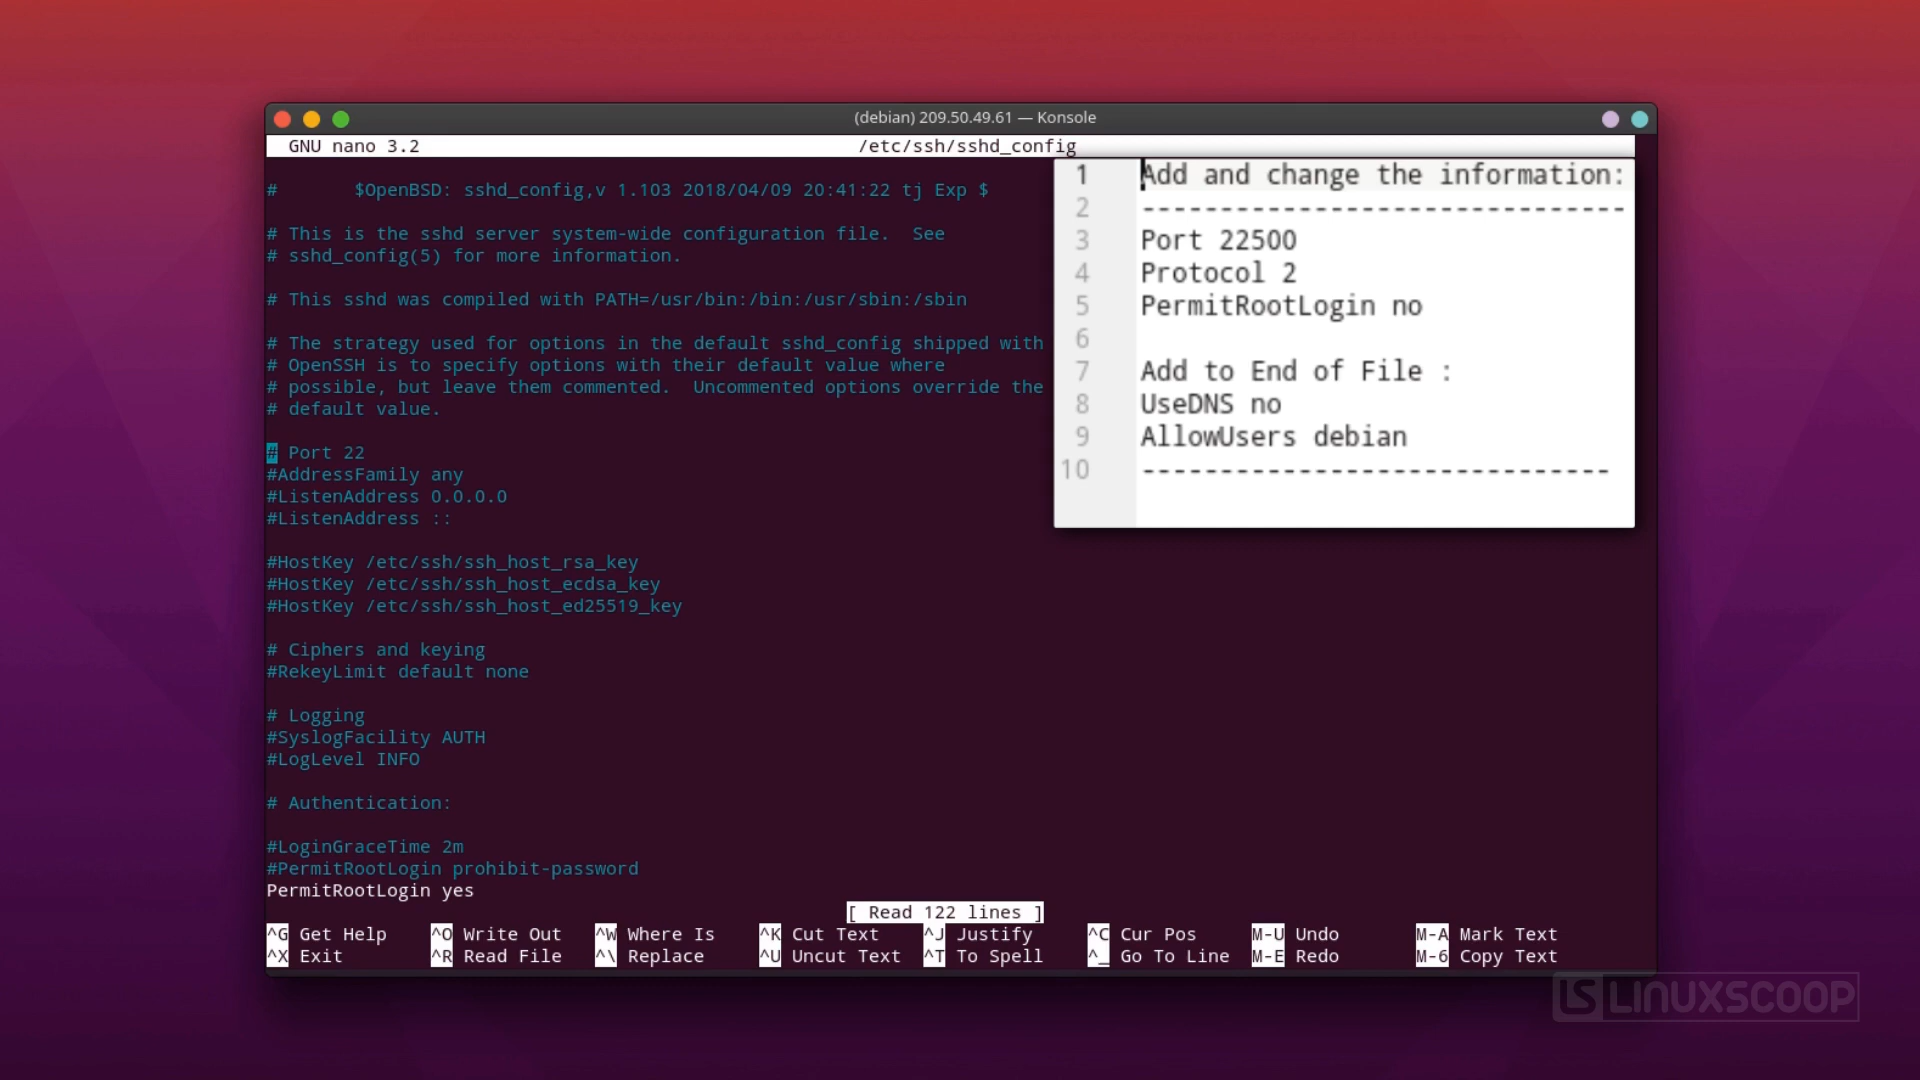 (debian) 209.50.49.61 — Konsole
GNU nano 3.2 /etc/ssh/sshd_config
# $OpenBSD: sshd_config,v 1.103 2018/04/09 20:41:22 tj Exp $
# This is the sshd server system-wide configuration file. See
# sshd_config(5) for more information.
# This sshd was compiled with PATH=/usr/bin:/bin:/usr/sbin:/sbin
# The strategy used for options in the default sshd_config shipped with
# OpenSSH is to specify options with their default value where
# possible, but leave them commented. Uncommented options override the
# default value.
# Port 22
#AddressFamily any
#ListenAddress 0.0.0.0
#ListenAddress ::
#HostKey /etc/ssh/ssh_host_rsa_key
#HostKey /etc/ssh/ssh_host_ecdsa_key
#HostKey /etc/ssh/ssh_host_ed25519_key
# Ciphers and keying
#RekeyLimit default none
# Logging
#SyslogFacility AUTH
#LogLevel INFO
# Authentication:
#LoginGraceTime 2m
#PermitRootLogin prohibit-password
PermitRootLogin yes
[ Read 122 lines ]
^G Get Help ^O Write Out ^W Where Is ^K Cut Text ^J Justify ^C Cur Pos M-U Undo M-A Mark Text
^X Exit ^R Read File ^\ Replace ^U Uncut Text ^T To Spell ^_ Go To Line M-E Redo M-6 Copy Text
1 Add and change the information:
2 -------------------------------
3 Port 22500
4 Protocol 2
5 PermitRootLogin no
6
7 Add to End of File :
8 UseDNS no
9 AllowUsers debian
10 ------------------------------
LS LINUXSCOOP